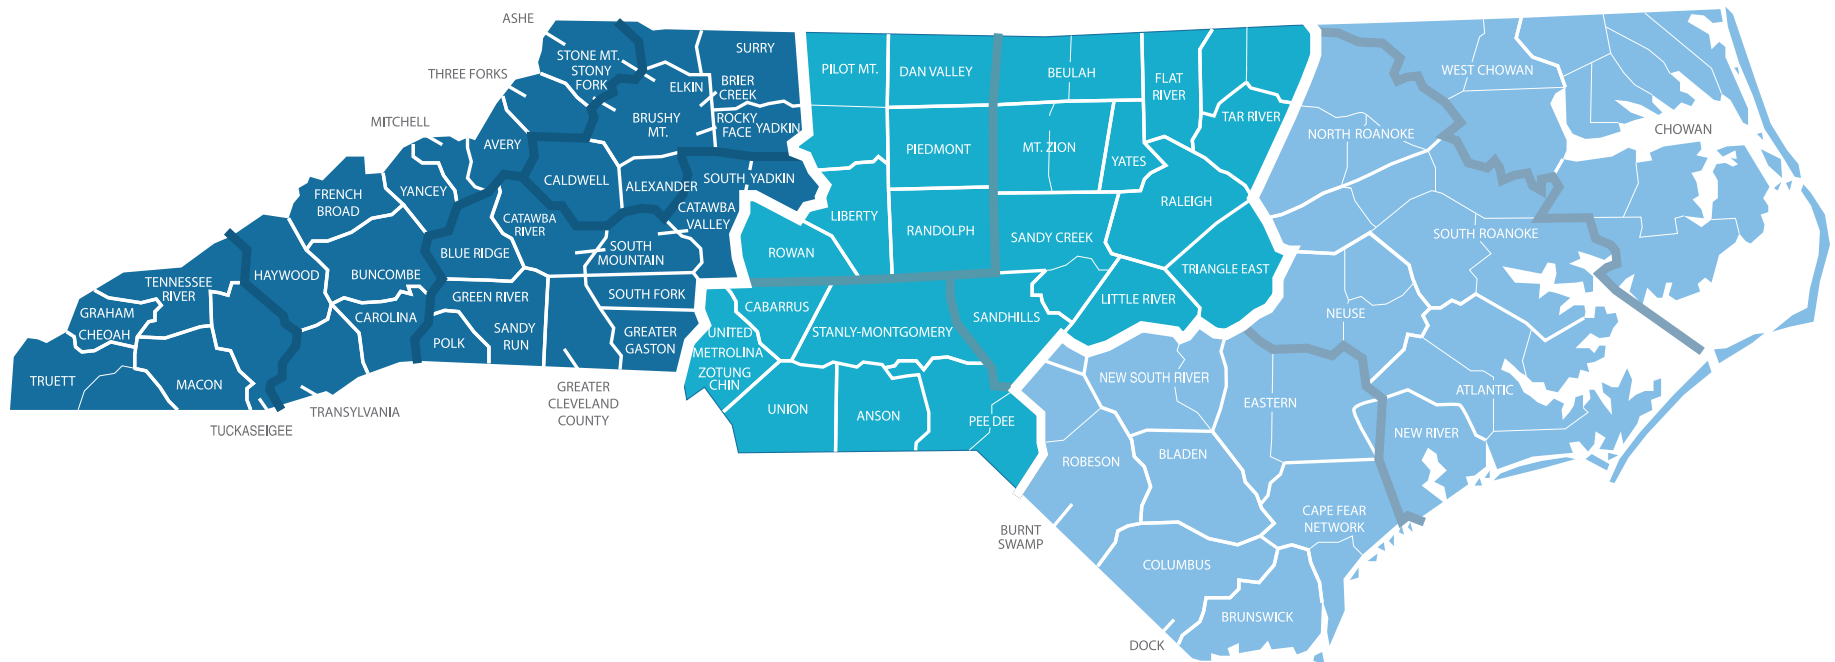 ASHE
STONE MT.
STONY
FORK
THREE FORKS
SURRY
ELKIN
BRIER
CREEK
BRUSHY
MT.
ROCKY
FACE
YADKIN
MITCHELL
AVERY
YANCEY
FRENCH
BROAD
CALDWELL
ALEXANDER
SOUTH YADKIN
CATAWBA
RIVER
CATAWBA
VALLEY
BLUE RIDGE
SOUTH
MOUNTAIN
HAYWOOD
BUNCOMBE
TENNESSEE
RIVER
GRAHAM
CHEOAH
CAROLINA
GREEN RIVER
SOUTH FORK
POLK
SANDY
RUN
GREATER
GASTON
TRUETT
MACON
TUCKASEIGEE
TRANSYLVANIA
GREATER
CLEVELAND
COUNTY
PILOT MT.
DAN VALLEY
BEULAH
FLAT
RIVER
TAR RIVER
PIEDMONT
MT. ZION
YATES
LIBERTY
RANDOLPH
RALEIGH
ROWAN
SANDY CREEK
TRIANGLE EAST
CABARRUS
UNITED
METROLINA
ZOTUNG
CHIN
STANLY-MONTGOMERY
SANDHILLS
LITTLE RIVER
UNION
ANSON
PEE DEE
WEST CHOWAN
CHOWAN
NORTH ROANOKE
SOUTH ROANOKE
NEUSE
NEW SOUTH RIVER
EASTERN
ATLANTIC
NEW RIVER
ROBESON
BLADEN
BURNT
SWAMP
CAPE FEAR
NETWORK
COLUMBUS
BRUNSWICK
DOCK